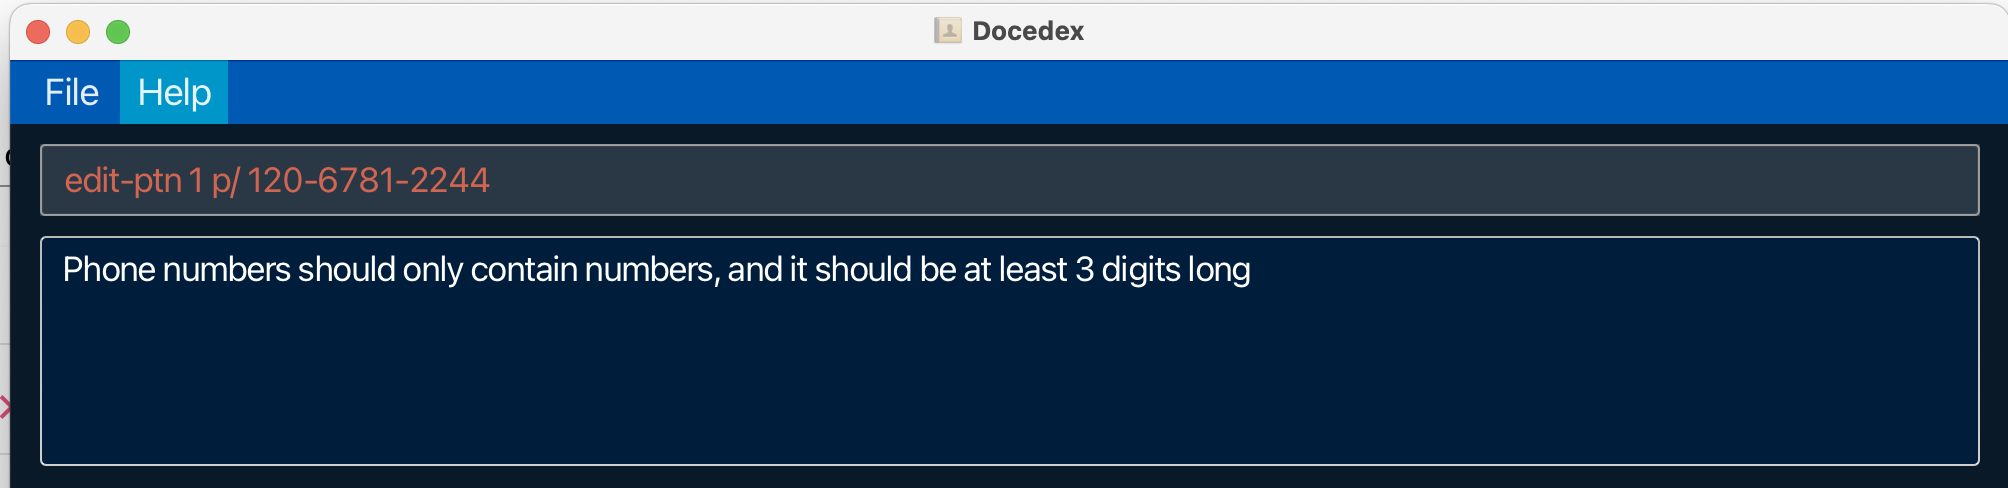 Docedex
File Help
edit-ptn 1 p/ 120-6781-2244
Phone numbers should only contain numbers, and it should be at least 3 digits long